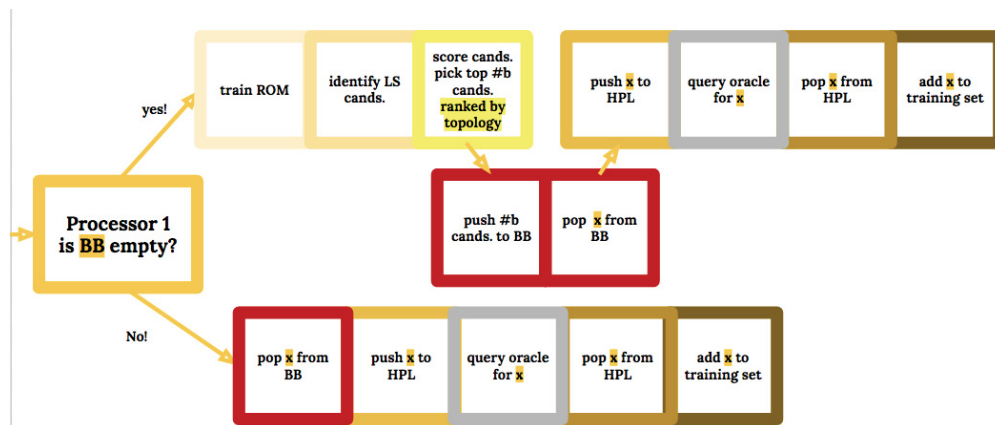 yes!
train ROM
identify LS
cands.
score cands.
pick top #b
cands.
ranked by
topology
push x to
HPL
query oracle
for x
pop x from
HPL
add x to
training set
push #b
cands. to BB
pop x from
BB
Processor 1
is BB empty?
No!
pop x from
BB
push x to
HPL
query oracle
for x
pop x from
HPL
add x to
training set